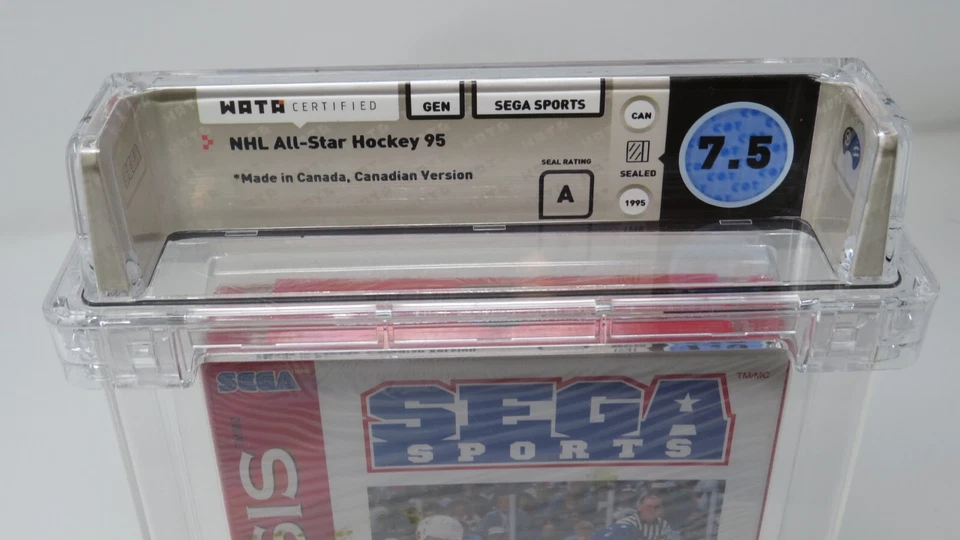 WATA CERTIFIED
GEN
SEGA SPORTS
NHL All-Star Hockey 95
*Made in Canada, Canadian Version
SEAL RATING
A
CAN
SEALED
1995
7.5
SEGA
TM/MC
SEGA
SPORTS